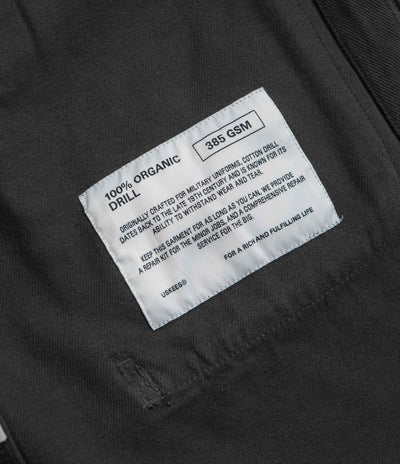 100% ORGANIC
DRILL
385 GSM
ORIGINALLY CRAFTED FOR MILITARY UNIFORMS, COTTON DRILL
DATES BACK TO THE LATE 19TH CENTURY AND IS KNOWN FOR ITS
ABILITY TO WITHSTAND WEAR AND TEAR.
KEEP THIS GARMENT FOR AS LONG AS YOU CAN. WE PROVIDE
A REPAIR KIT FOR THE MINOR JOBS, AND A COMPREHENSIVE REPAIR
SERVICE FOR THE BIG.
USKEES®
FOR A RICH AND FULFILLING LIFE